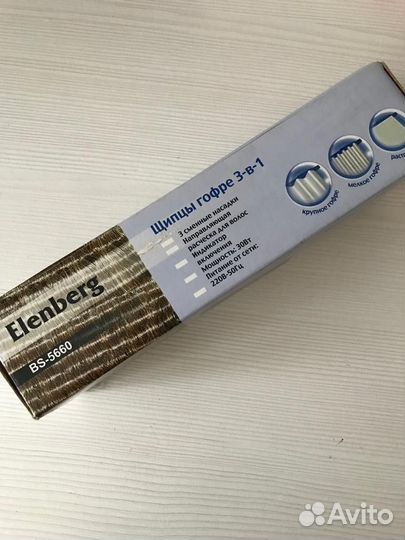 Elenberg
BS-5660
Щипцы гофре 3-в-1
3 сменные насадки
Направляющая
расческа для волос
Индикатор
включения
Мощность: 30Вт
Питание от сети:
220В-50Гц
крупное гофре
мелкое гофре
Avito